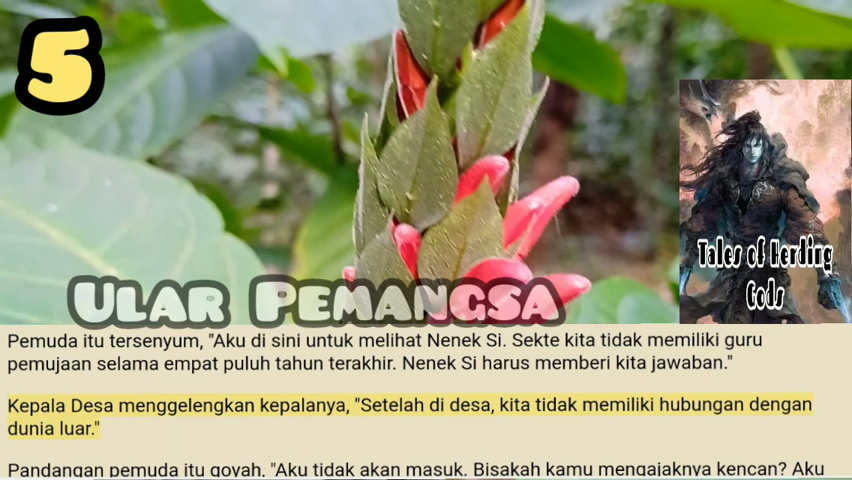 5
Tales of Herding
Gods
Ular Pemangsa
Pemuda itu tersenyum, "Aku di sini untuk melihat Nenek Si. Sekte kita tidak memiliki guru
pemujaan selama empat puluh tahun terakhir. Nenek Si harus memberi kita jawaban."
Kepala Desa menggelengkan kepalanya, "Setelah di desa, kita tidak memiliki hubungan dengan
dunia luar."
Pandangan pemuda itu goyah, "Aku tidak akan masuk. Bisakah kamu mengajaknya kencan? Aku